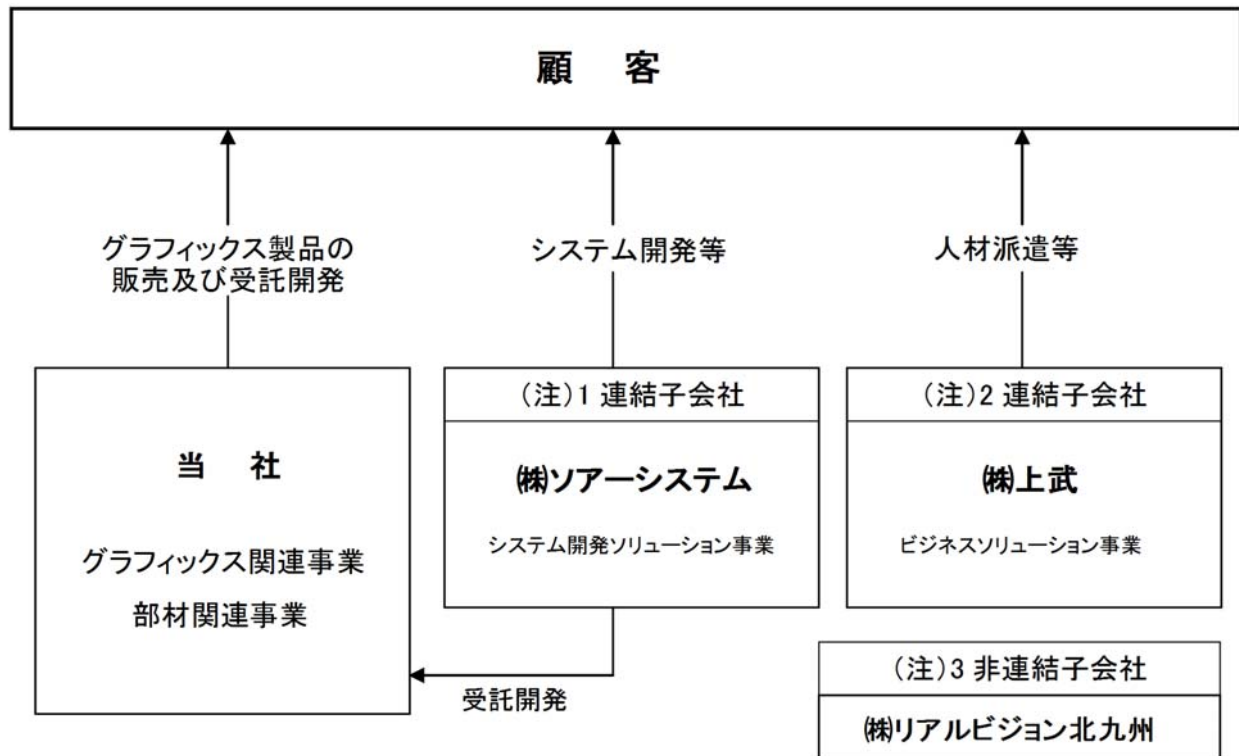 顧　客
グラフィックス製品の
販売及び受託開発
システム開発等
人材派遣等
当　社
グラフィックス関連事業
部材関連事業
(注)1 連結子会社
㈱ソアーシステム
システム開発ソリューション事業
(注)2 連結子会社
㈱上武
ビジネスソリューション事業
受託開発
(注)3 非連結子会社
㈱リアルビジョン北九州